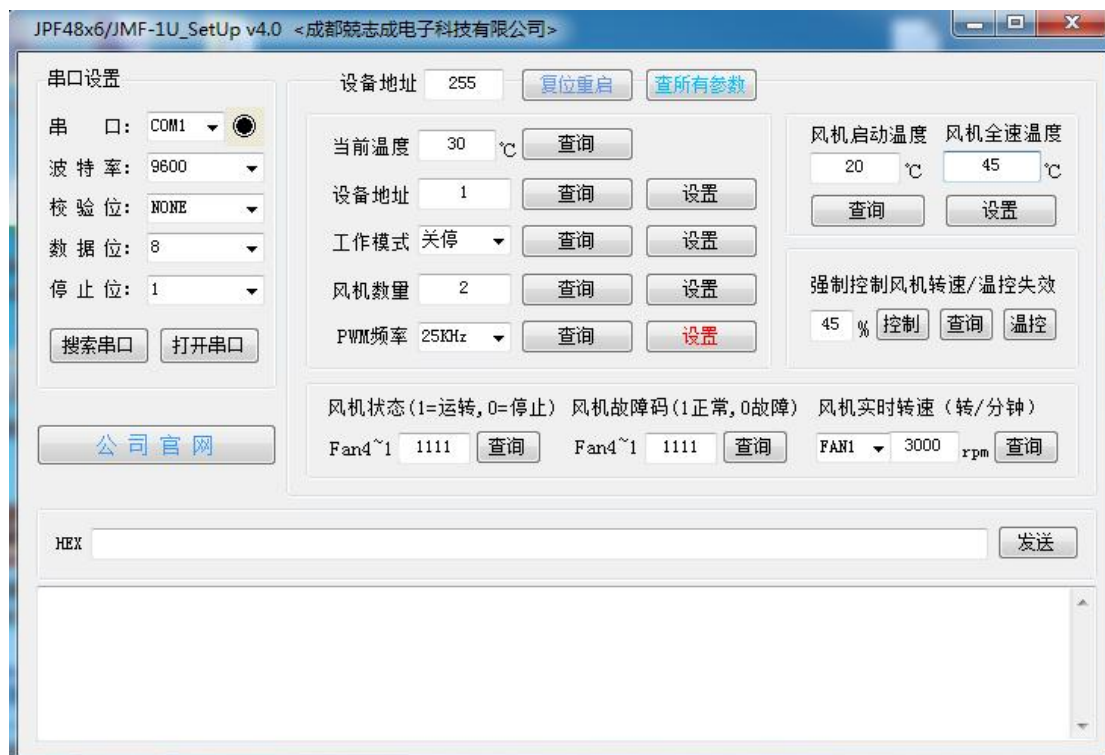 JPF48x6/JMF-1U_SetUp v4.0 <成都兢志成电子科技有限公司>
串口设置
串 口: COM1
波特率: 9600
校验位: NONE
数据位: 8
停止位: 1
搜索串口 打开串口
公司官网
设备地址 255 复位重启 查所有参数
当前温度 30 ℃ 查询
设备地址 1 查询 设置
工作模式 关停 查询 设置
风机数量 2 查询 设置
PWM频率 25KHz 查询 设置
风机启动温度 风机全速温度
20 ℃ 45 ℃
查询 设置
强制控制风机转速/温控失效
45 % 控制 查询 温控
风机状态(1=运转,0=停止) 风机故障码(1正常,0故障) 风机实时转速(转/分钟)
Fan4~1 1111 查询 Fan4~1 1111 查询 FAN1 3000 rpm 查询
HEX 发送